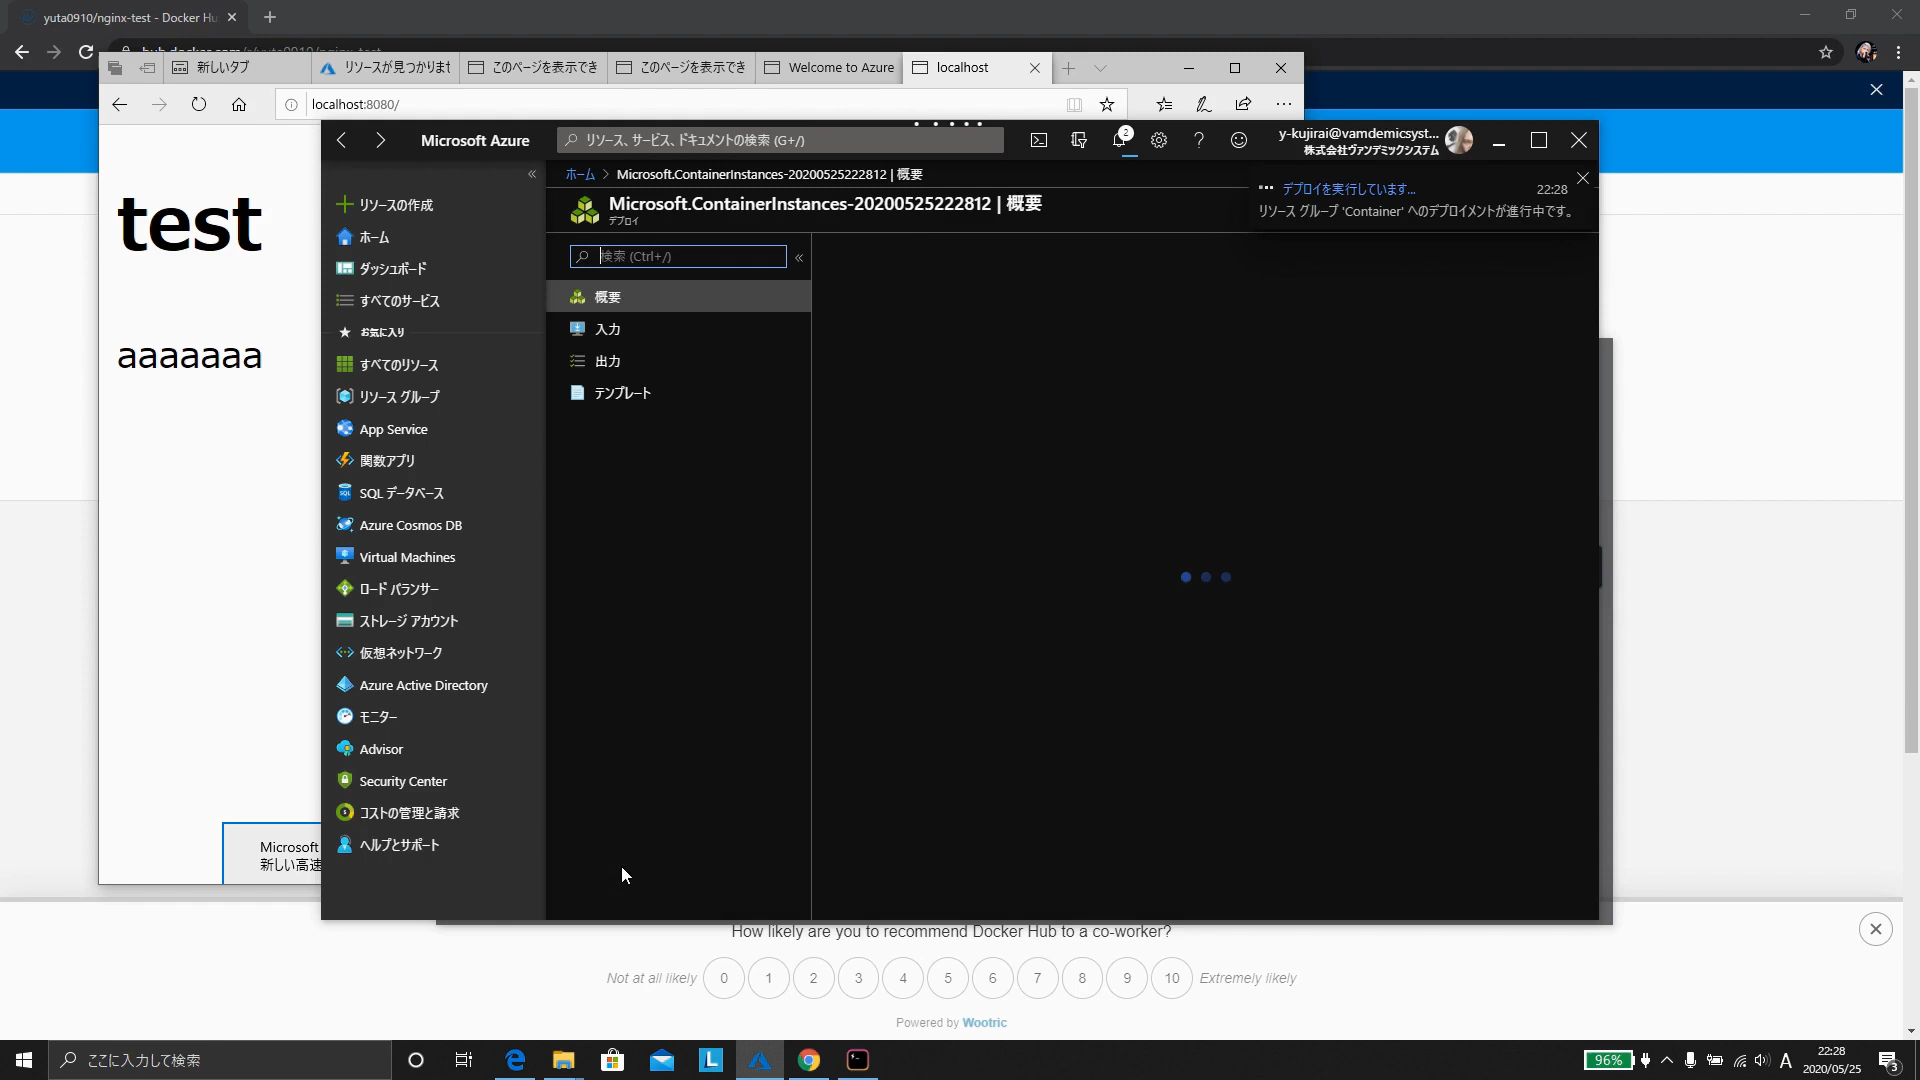 yuta0910/nginx-test - Docker Hu
hub.docker.com/r/yuta0910/nginx-test
新しいタブ
リソースが見つかりませ
このページを表示でき
このページを表示でき
Welcome to Azure
localhost
localhost:8080/
test
aaaaaaa
Microsoft
新しい高速
Microsoft Azure
リソース、サービス、ドキュメントの検索 (G+/)
2
y-kujirai@vamdemicsyst...
株式会社ヴァンデミックシステム
リソースの作成
ホーム
ダッシュボード
すべてのサービス
お気に入り
すべてのリソース
リソース グループ
App Service
関数アプリ
SQL データベース
Azure Cosmos DB
Virtual Machines
ロード バランサー
ストレージ アカウント
仮想ネットワーク
Azure Active Directory
モニター
Advisor
Security Center
コストの管理と請求
ヘルプとサポート
ホーム > Microsoft.ContainerInstances-20200525222812 | 概要
Microsoft.ContainerInstances-20200525222812 | 概要
デプロイ
検索 (Ctrl+/)
概要
入力
出力
テンプレート
デプロイを実行しています...
22:28
リソース グループ 'Container' へのデプロイメントが進行中です。
How likely are you to recommend Docker Hub to a co-worker?
Not at all likely 0 1 2 3 4 5 6 7 8 9 10 Extremely likely
Powered by Wootric
ここに入力して検索
96%
A
22:28
2020/05/25
3